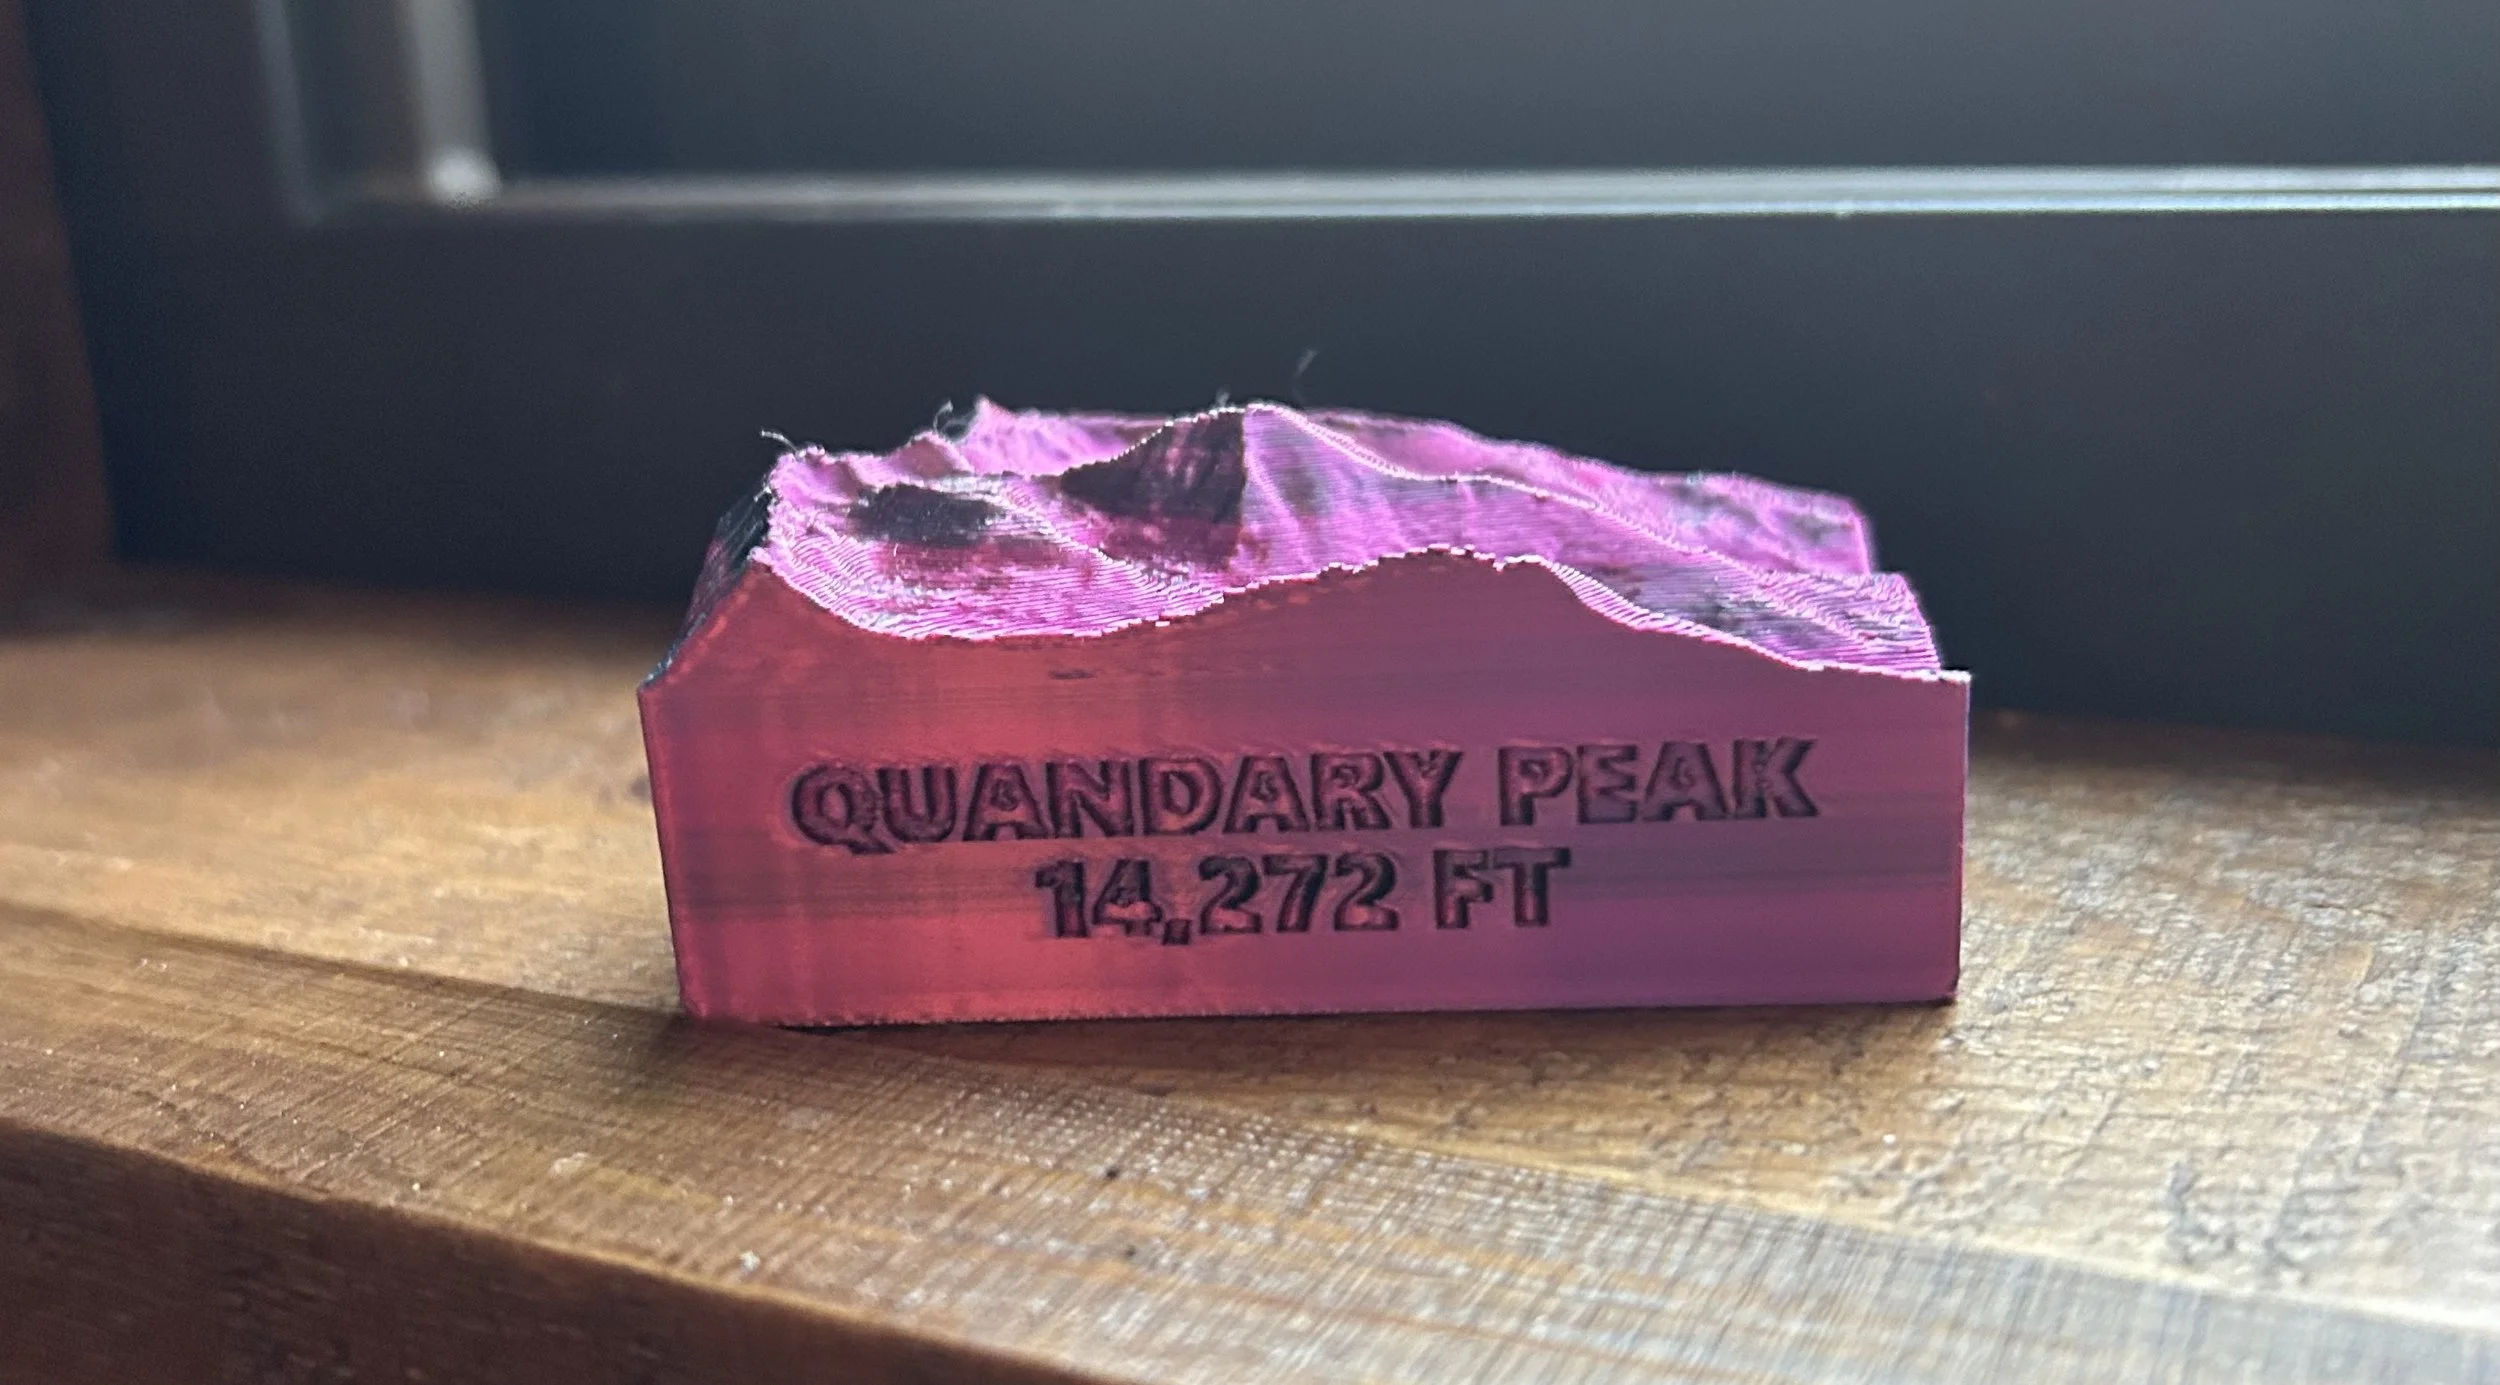 QUANDARY PEAK
14,272 FT